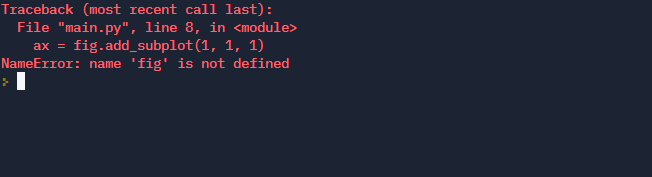 Traceback (most recent call last):
  File "main.py", line 8, in <module>
    ax = fig.add_subplot(1, 1, 1)
NameError: name 'fig' is not defined
>